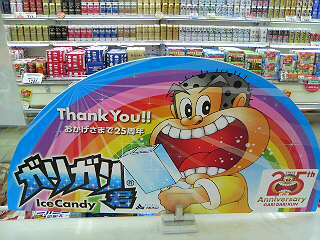 Thank You!!
おかげさまで25周年
ガリガリ君®
Ice Candy
25th
Anniversary
GARI GARI KUN